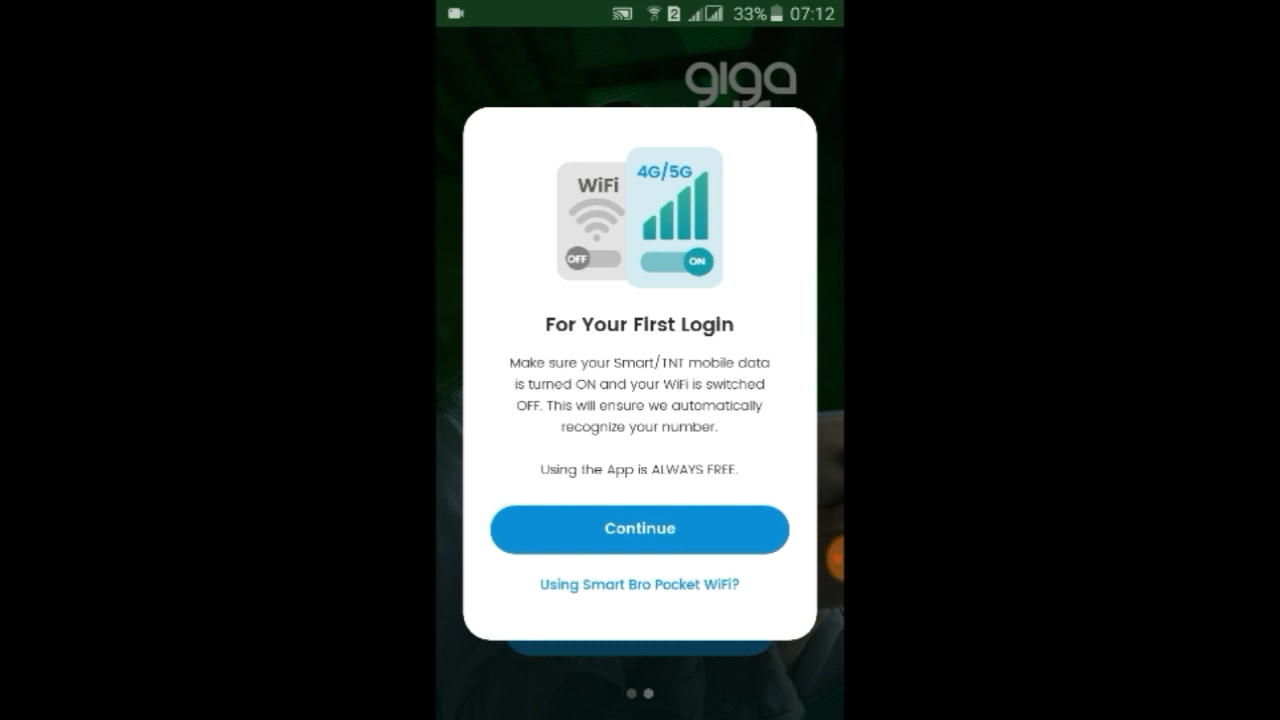 2 33% 07:12
giga
WiFi
4G/5G
OFF
ON
For Your First Login
Make sure your Smart/TNT mobile data
is turned ON and your WiFi is switched
OFF. This will ensure we automatically
recognize your number.
Using the App is ALWAYS FREE.
Continue
Using Smart Bro Pocket WiFi?